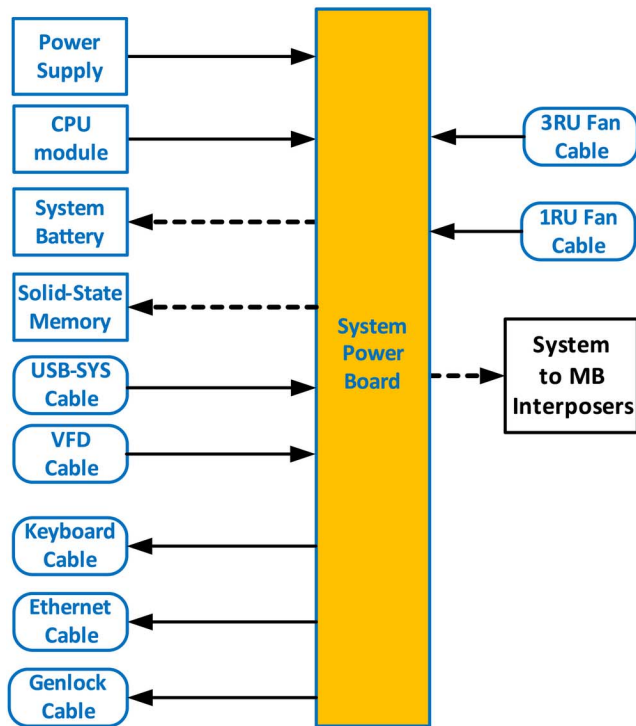 Power
Supply
CPU
module
System
Battery
Solid-State
Memory
USB-SYS
Cable
VFD
Cable
Keyboard
Cable
Ethernet
Cable
Genlock
Cable
System
Power
Board
3RU Fan
Cable
1RU Fan
Cable
System
to MB
Interposers